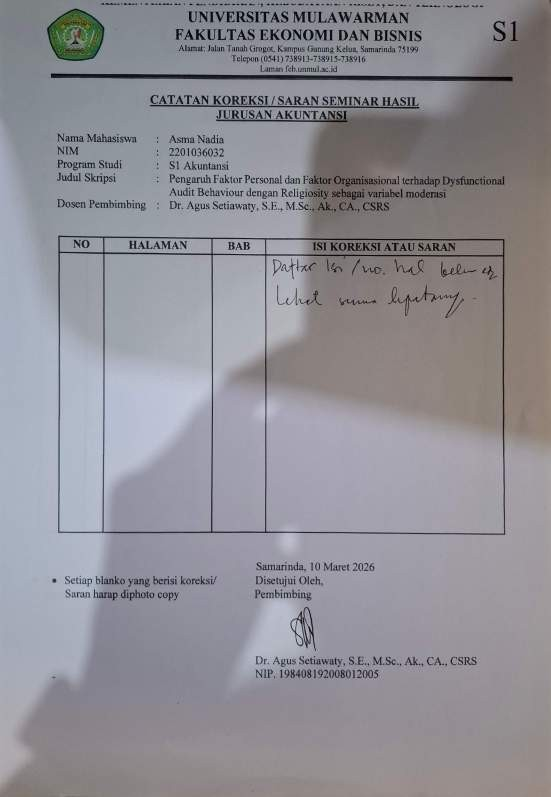 UNIVERSITAS MULAWARMAN
FAKULTAS EKONOMI DAN BISNIS
S1
Alamat: Jalan Tanah Grogot, Kampus Gunung Kelua, Samarinda 75199
Telepon (0541) 738913-738915-738916
Laman feb.unmul.ac.id
CATATAN KOREKSI / SARAN SEMINAR HASIL
JURUSAN AKUNTANSI
Nama Mahasiswa : Asma Nadia
NIM : 2201036032
Program Studi : S1 Akuntansi
Judul Skripsi : Pengaruh Faktor Personal dan Faktor Organisasional terhadap Dysfunctional
Audit Behaviour dengan Religiosity sebagai variabel moderasi
Dosen Pembimbing : Dr. Agus Setiawaty, S.E., M.Sc., Ak., CA., CSRS
NO HALAMAN BAB ISI KOREKSI ATAU SARAN
Daftar Isi / no. hal
Samarinda, 10 Maret 2026
• Setiap blanko yang berisi koreksi/
Saran harap diphoto copy
Disetujui Oleh,
Pembimbing
Dr. Agus Setiawaty, S.E., M.Sc., Ak., CA., CSRS
NIP. 198408192008012005